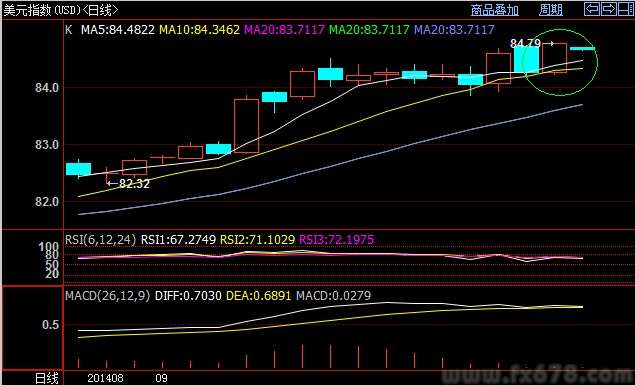 美元指数(USD)<日线> 商品叠加 周期
K MA5:84.4822 MA10:84.3462 MA20:83.7117 MA20:83.7117 MA20:83.7117
84.79
84.0
83.0
82.32
82.0
RSI(6,12,24) RSI1:67.2749 RSI2:71.1029 RSI3:72.1975
100
80
50
20
MACD(26,12,9) DIFF:0.7030 DEA:0.6891 MACD:0.0279
0.5
日线 201408 09
www.fx678.com